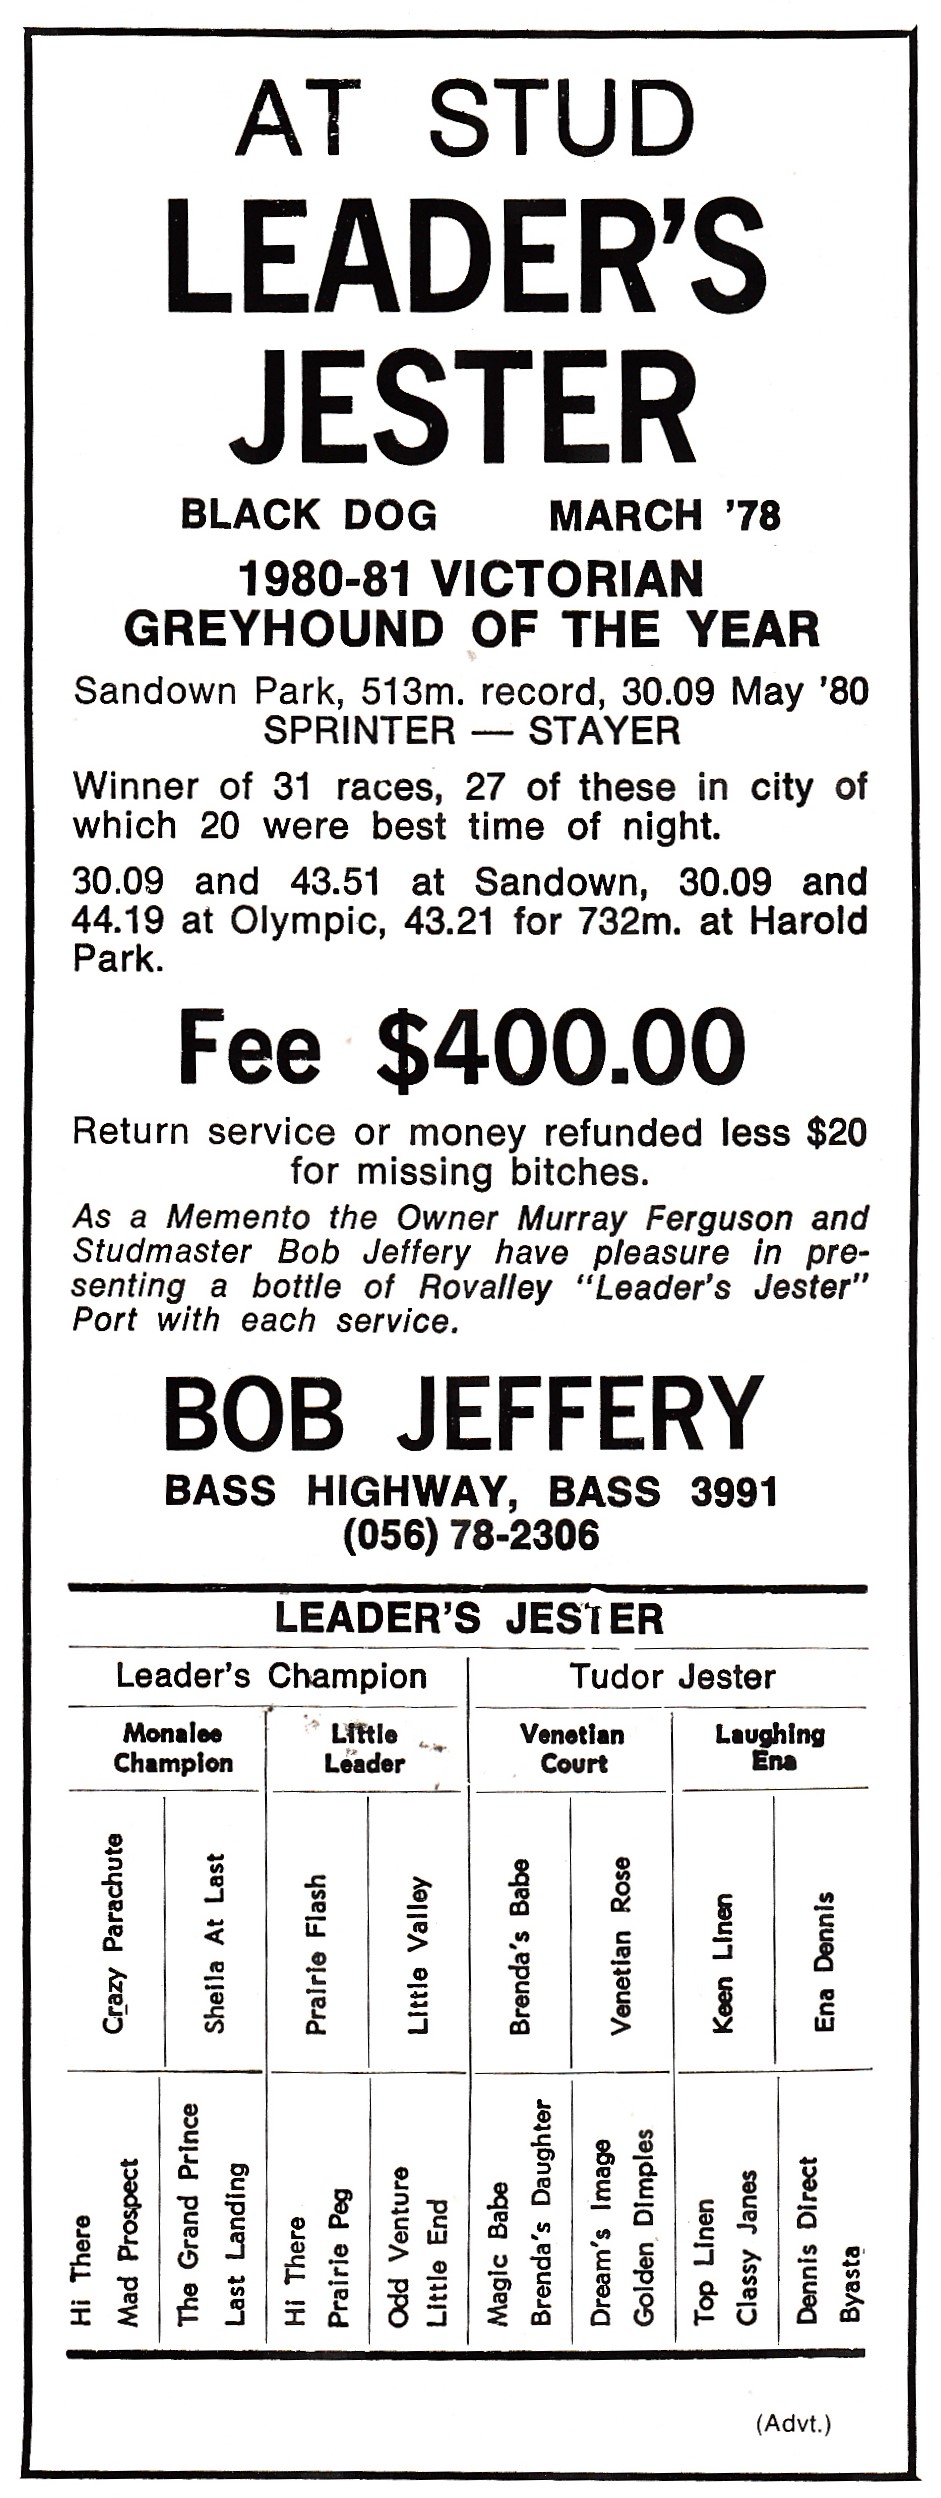 AT STUD
LEADER'S
JESTER
BLACK DOG MARCH '78
1980-81 VICTORIAN
GREYHOUND OF THE YEAR
Sandown Park, 513m. record, 30.09 May '80
SPRINTER — STAYER
Winner of 31 races, 27 of these in city of
which 20 were best time of night.
30.09 and 43.51 at Sandown, 30.09 and
44.19 at Olympic, 43.21 for 732m. at Harold
Park.
Fee $400.00
Return service or money refunded less $20
for missing bitches.
As a Memento the Owner Murray Ferguson and
Studmaster Bob Jeffery have pleasure in pre-
senting a bottle of Rovalley "Leader's Jester"
Port with each service.
BOB JEFFERY
BASS HIGHWAY, BASS 3991
(056) 78-2306
LEADER'S JESTER
Leader's Champion Tudor Jester
Monalee Champion
Little Leader
Venetian Court
Laughing Ena
Crazy Parachute
Sheila At Last
Prairie Flash
Little Valley
Brenda's Babe
Venetian Rose
Keen Linen
Ena Dennis
Hi There
Mad Prospect
The Grand Prince
Last Landing
Hi There
Prairie Peg
Odd Venture
Little End
Magic Babe
Brenda's Daughter
Dream's Image
Golden Dimples
Top Linen
Classy Janes
Dennis Direct
Byasta
(Advt.)